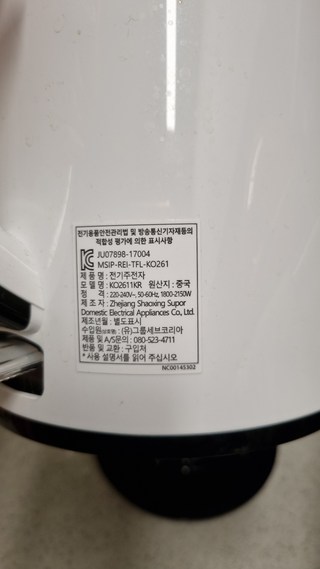 전기용품안전관리법 및 방송통신기자재등의
적합성 평가에 의한 표시사항
JU07898-17004
MSIP-REI-TFL-KO261
제 품 명 : 전기주전자
모 델 명 : KO2611KR 원산지 : 중국
정 격 : 220-240V~, 50-60Hz, 1800-2150W
제 조 자 : Zhejiang Shaoxing Supor
Domestic Electrical Appliances Co., Ltd.
제조년월 : 별도표시
수입원 : (유)그룹세브코리아
제품 및 A/S문의 : 080-523-4711
반품 및 교환 : 구입처
* 사용 설명서를 읽어 주십시오
NC00145302